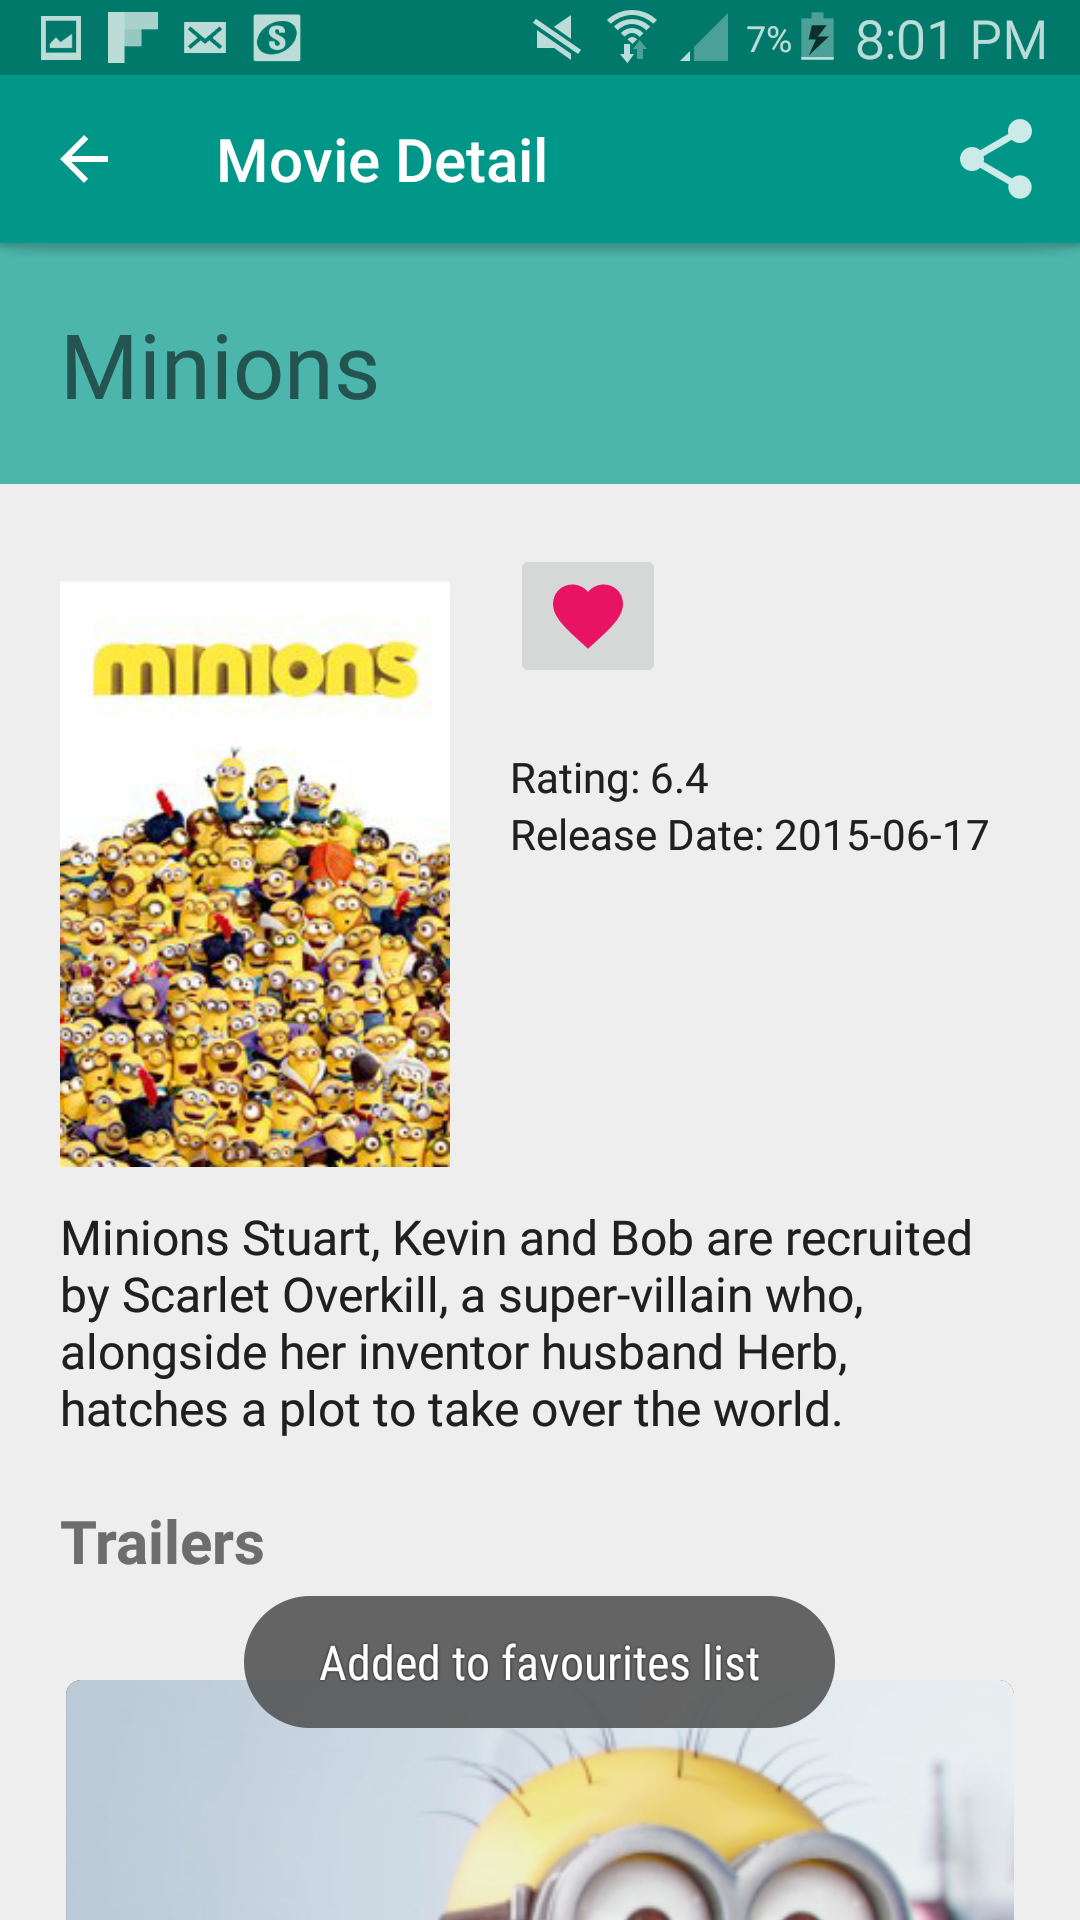 7% 8:01 PM
Movie Detail
Minions
minions
Rating: 6.4
Release Date: 2015-06-17
Minions Stuart, Kevin and Bob are recruited
by Scarlet Overkill, a super-villain who,
alongside her inventor husband Herb,
hatches a plot to take over the world.
Trailers
Added to favourites list